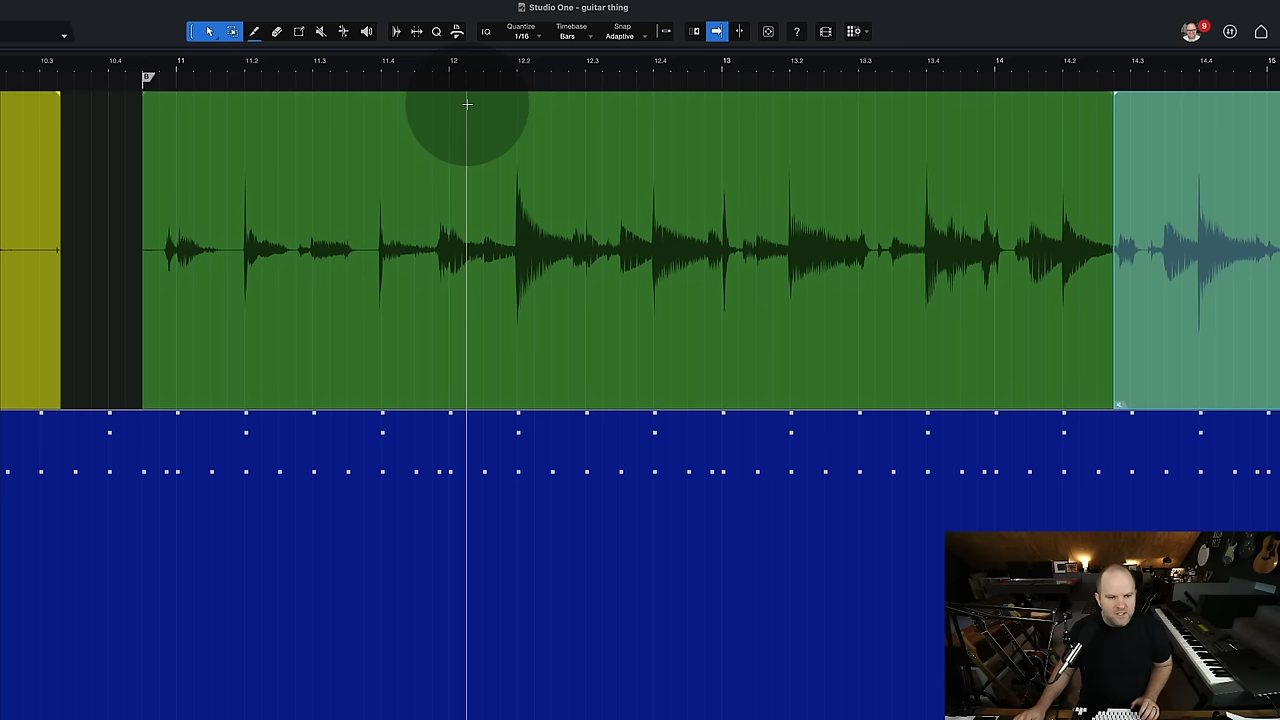 Studio One - guitar thing
IQ
Quantize
1/16
Timebase
Bars
Snap
Adaptive
?
9
10.3
10.4
11
11.2
11.3
11.4
12
12.2
12.3
12.4
13
13.2
13.3
13.4
14
14.2
14.3
14.4
15
B